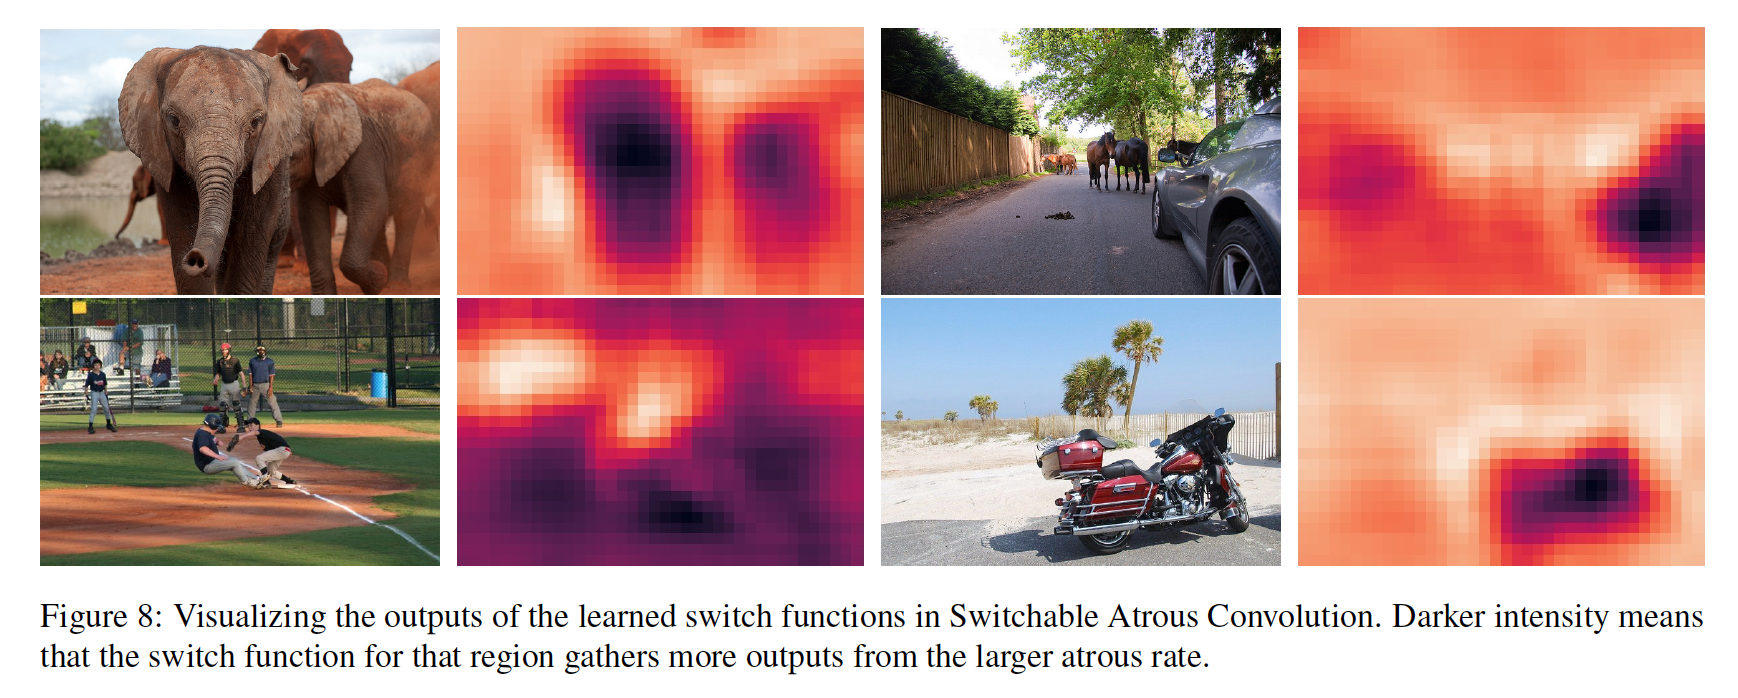 Figure 8: Visualizing the outputs of the learned switch functions in Switchable Atrous Convolution. Darker intensity means
that the switch function for that region gathers more outputs from the larger atrous rate.